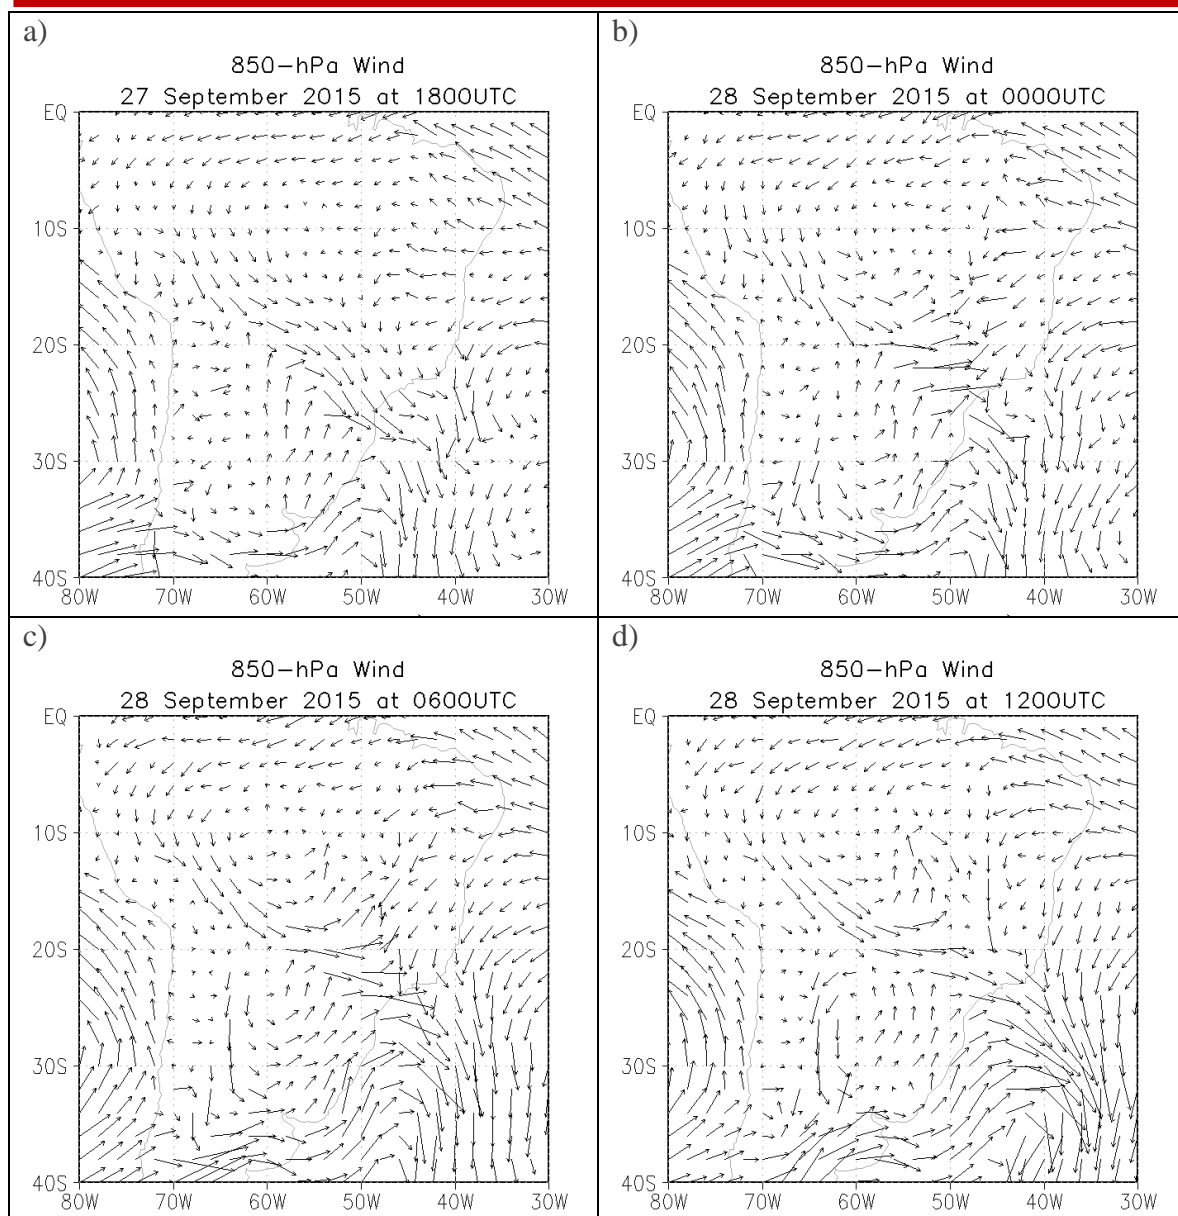 a)
850-hPa Wind
27 September 2015 at 1800UTC
EQ
10S
20S
30S
40S
80W 70W 60W 50W 40W 30W
b)
850-hPa Wind
28 September 2015 at 0000UTC
EQ
10S
20S
30S
40S
80W 70W 60W 50W 40W 30W
c)
850-hPa Wind
28 September 2015 at 0600UTC
EQ
10S
20S
30S
40S
80W 70W 60W 50W 40W 30W
d)
850-hPa Wind
28 September 2015 at 1200UTC
EQ
10S
20S
30S
40S
80W 70W 60W 50W 40W 30W